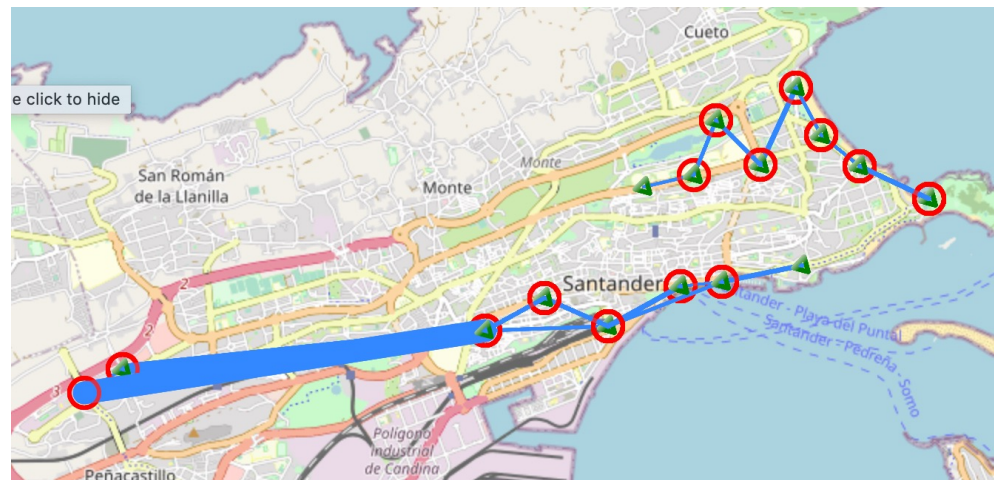 Cueto
e click to hide
San Román
de la Llanilla
Monte
Monte
2
Santander
2
3
ntander - Playa del Puntal
Santander - Pedreña - Somo
Polígono
industrial
de Candina
Peñacastillo